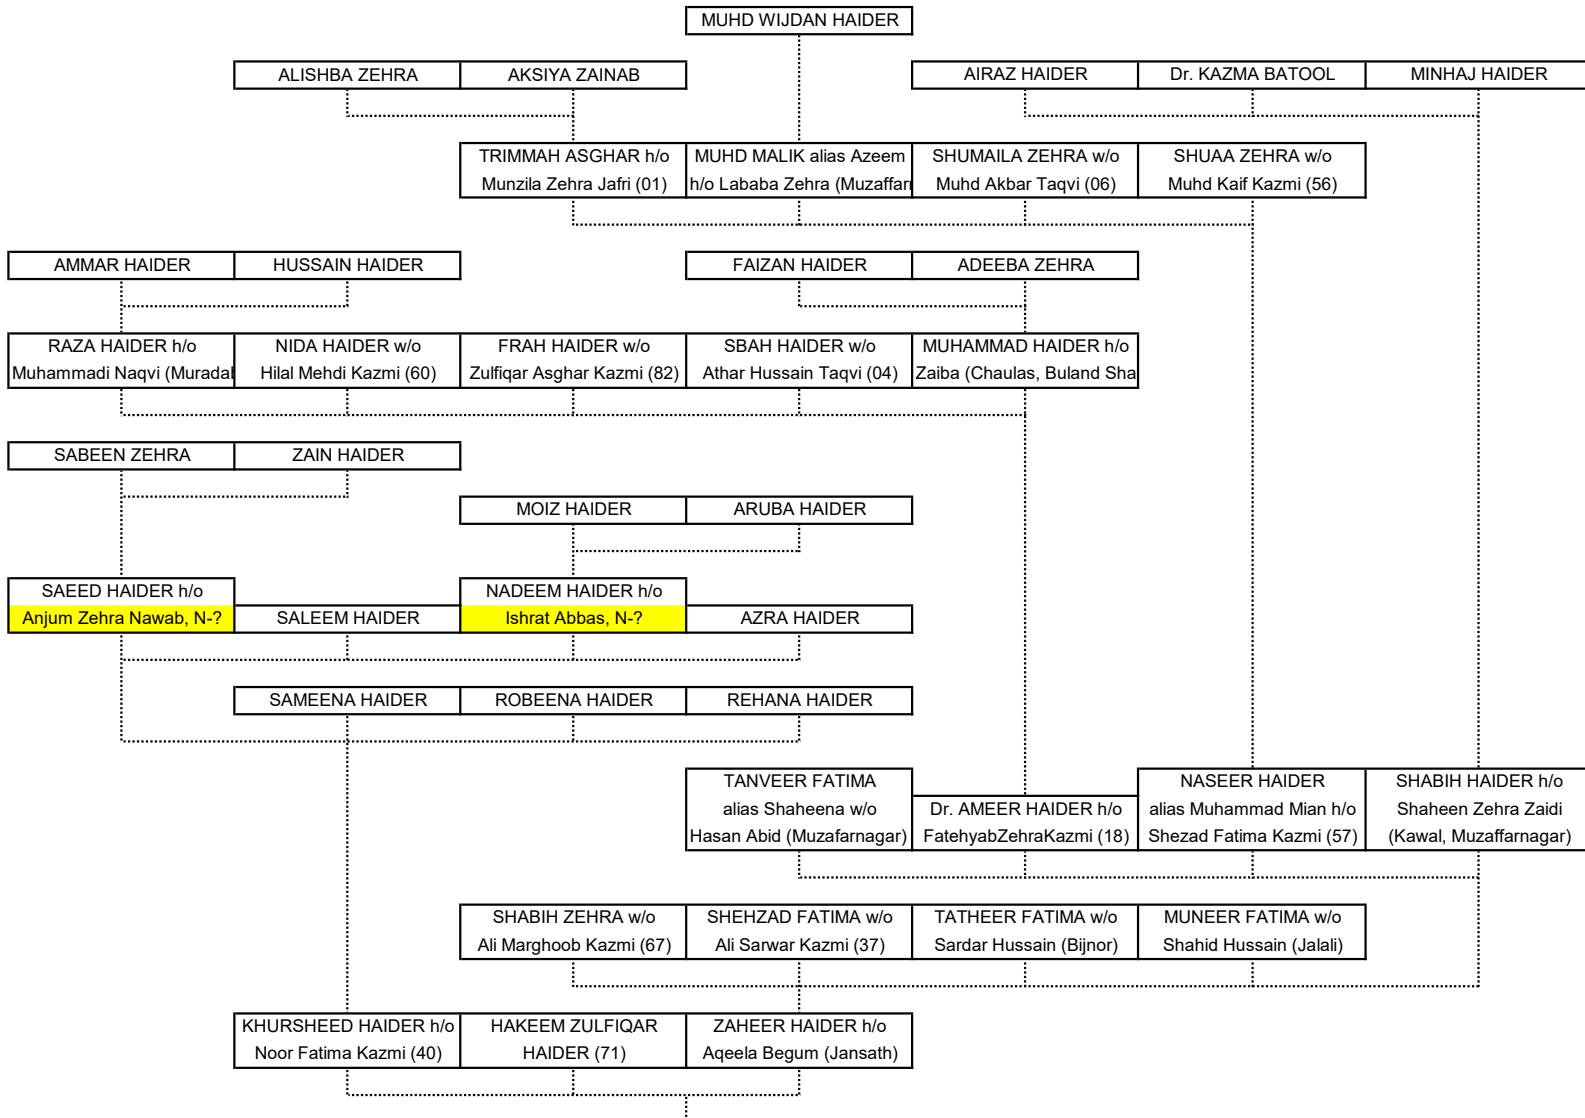 MUHD WIJDAN HAIDER
ALISHBA ZEHRA
AKSIYA ZAINAB
AIRAZ HAIDER
Dr. KAZMA BATOOL
MINHAJ HAIDER
TRIMMAH ASGHAR h/o
Munzila Zehra Jafri (01)
MUHD MALIK alias Azeem
h/o Lababa Zehra (Muzaffarn
SHUMAILA ZEHRA w/o
Muhd Akbar Taqvi (06)
SHUAA ZEHRA w/o
Muhd Kaif Kazmi (56)
AMMAR HAIDER
HUSSAIN HAIDER
FAIZAN HAIDER
ADEEBA ZEHRA
RAZA HAIDER h/o
Muhammadi Naqvi (Muradal
NIDA HAIDER w/o
Hilal Mehdi Kazmi (60)
FRAH HAIDER w/o
Zulfiqar Asghar Kazmi (82)
SBAH HAIDER w/o
Athar Hussain Taqvi (04)
MUHAMMAD HAIDER h/o
Zaiba (Chaulas, Buland Sha
SABEEN ZEHRA
ZAIN HAIDER
MOIZ HAIDER
ARUBA HAIDER
SAEED HAIDER h/o
Anjum Zehra Nawab, N-?
SALEEM HAIDER
NADEEM HAIDER h/o
Ishrat Abbas, N-?
AZRA HAIDER
SAMEENA HAIDER
ROBEENA HAIDER
REHANA HAIDER
TANVEER FATIMA
alias Shaheena w/o
Hasan Abid (Muzafarnagar)
Dr. AMEER HAIDER h/o
FatehyabZehraKazmi (18)
NASEER HAIDER
alias Muhammad Mian h/o
Shezad Fatima Kazmi (57)
SHABIH HAIDER h/o
Shaheen Zehra Zaidi
(Kawal, Muzaffarnagar)
SHABIH ZEHRA w/o
Ali Marghoob Kazmi (67)
SHEHZAD FATIMA w/o
Ali Sarwar Kazmi (37)
TATHEER FATIMA w/o
Sardar Hussain (Bijnor)
MUNEER FATIMA w/o
Shahid Hussain (Jalali)
KHURSHEED HAIDER h/o
Noor Fatima Kazmi (40)
HAKEEM ZULFIQAR
HAIDER (71)
ZAHEER HAIDER h/o
Aqeela Begum (Jansath)